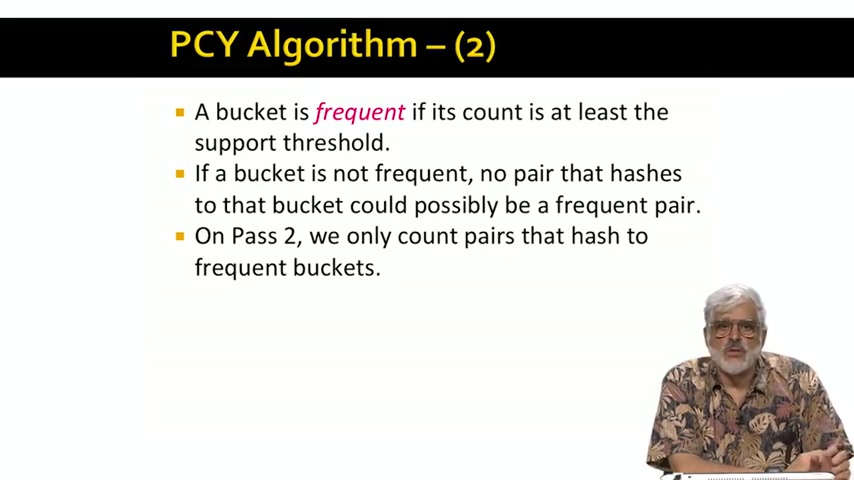 PCY Algorithm – (2)
▪ A bucket is frequent if its count is at least the
support threshold.
▪ If a bucket is not frequent, no pair that hashes
to that bucket could possibly be a frequent pair.
▪ On Pass 2, we only count pairs that hash to
frequent buckets.